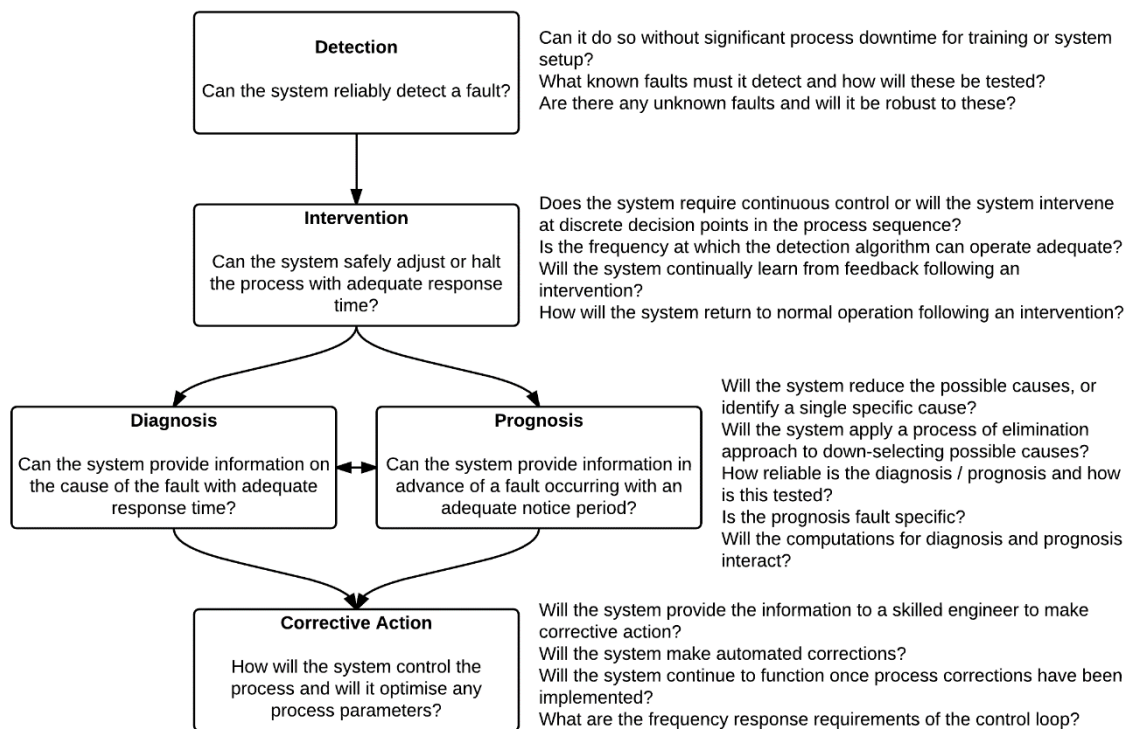 Detection
Can the system reliably detect a fault?
Can it do so without significant process downtime for training or system
setup?
What known faults must it detect and how will these be tested?
Are there any unknown faults and will it be robust to these?
Intervention
Can the system safely adjust or halt
the process with adequate response
time?
Does the system require continuous control or will the system intervene
at discrete decision points in the process sequence?
Is the frequency at which the detection algorithm can operate adequate?
Will the system continually learn from feedback following an
intervention?
How will the system return to normal operation following an intervention?
Diagnosis
Can the system provide information on
the cause of the fault with adequate
response time?
Prognosis
Can the system provide information in
advance of a fault occurring with an
adequate notice period?
Will the system reduce the possible causes, or
identify a single specific cause?
Will the system apply a process of elimination
approach to down-selecting possible causes?
How reliable is the diagnosis / prognosis and how
is this tested?
Is the prognosis fault specific?
Will the computations for diagnosis and prognosis
interact?
Corrective Action
How will the system control the
process and will it optimise any
process parameters?
Will the system provide the information to a skilled engineer to make
corrective action?
Will the system make automated corrections?
Will the system continue to function once process corrections have been
implemented?
What are the frequency response requirements of the control loop?